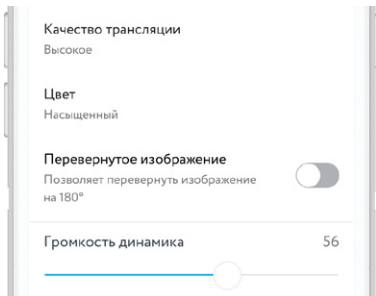 Качество трансляции
Высокое
Цвет
Насыщенный
Перевернутое изображение
Позволяет перевернуть изображение
на 180°
Громкость динамика 56